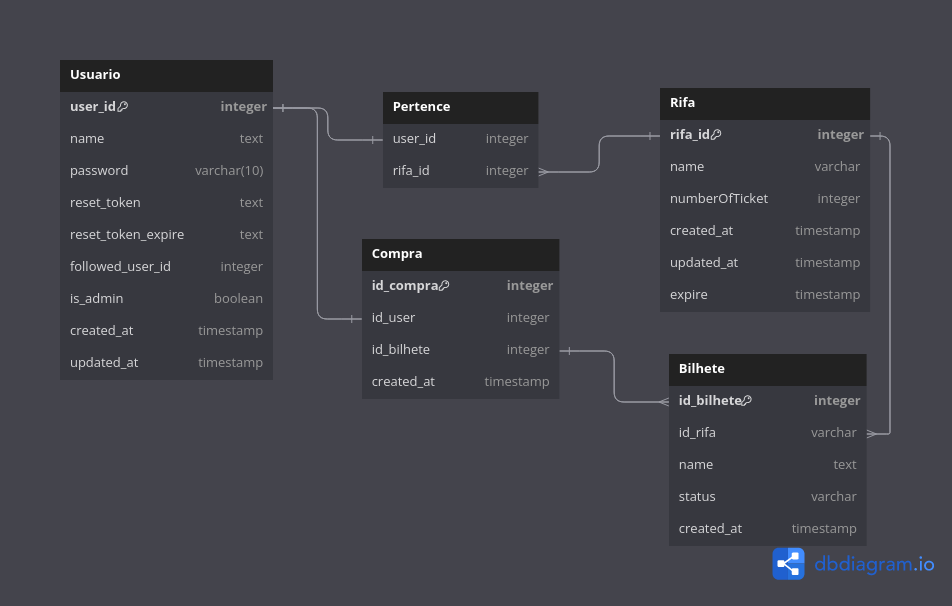 Usuario
user_id integer
name text
password varchar(10)
reset_token text
reset_token_expire text
followed_user_id integer
is_admin boolean
created_at timestamp
updated_at timestamp
Pertence
user_id integer
rifa_id integer
Compra
id_compra integer
id_user integer
id_bilhete integer
created_at timestamp
Rifa
rifa_id integer
name varchar
numberOfTicket integer
created_at timestamp
updated_at timestamp
expire timestamp
Bilhete
id_bilhete integer
id_rifa varchar
name text
status varchar
created_at timestamp
dbdiagram.io